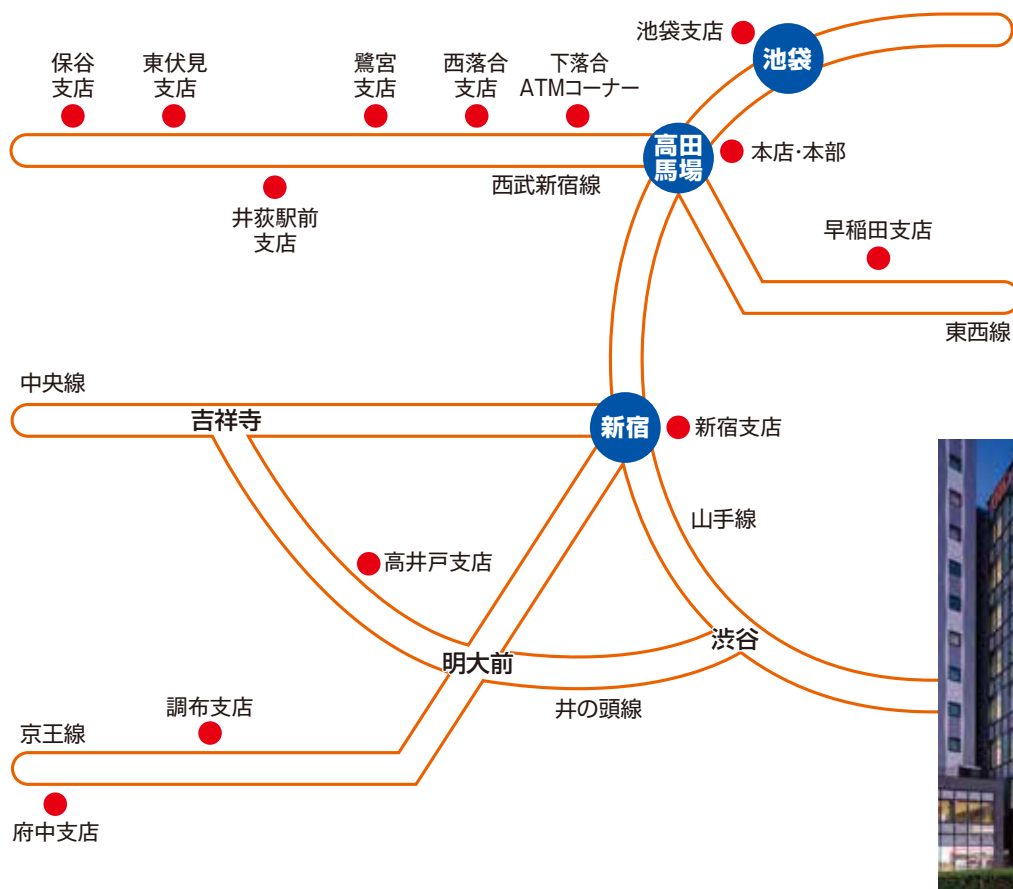 池袋支店
池袋
保谷
支店
東伏見
支店
鷺宮
支店
西落合
支店
下落合
ATMコーナー
高田
馬場
本店・本部
西武新宿線
井荻駅前
支店
早稲田支店
東西線
中央線
吉祥寺
新宿
新宿支店
山手線
高井戸支店
渋谷
明大前
井の頭線
調布支店
京王線
府中支店